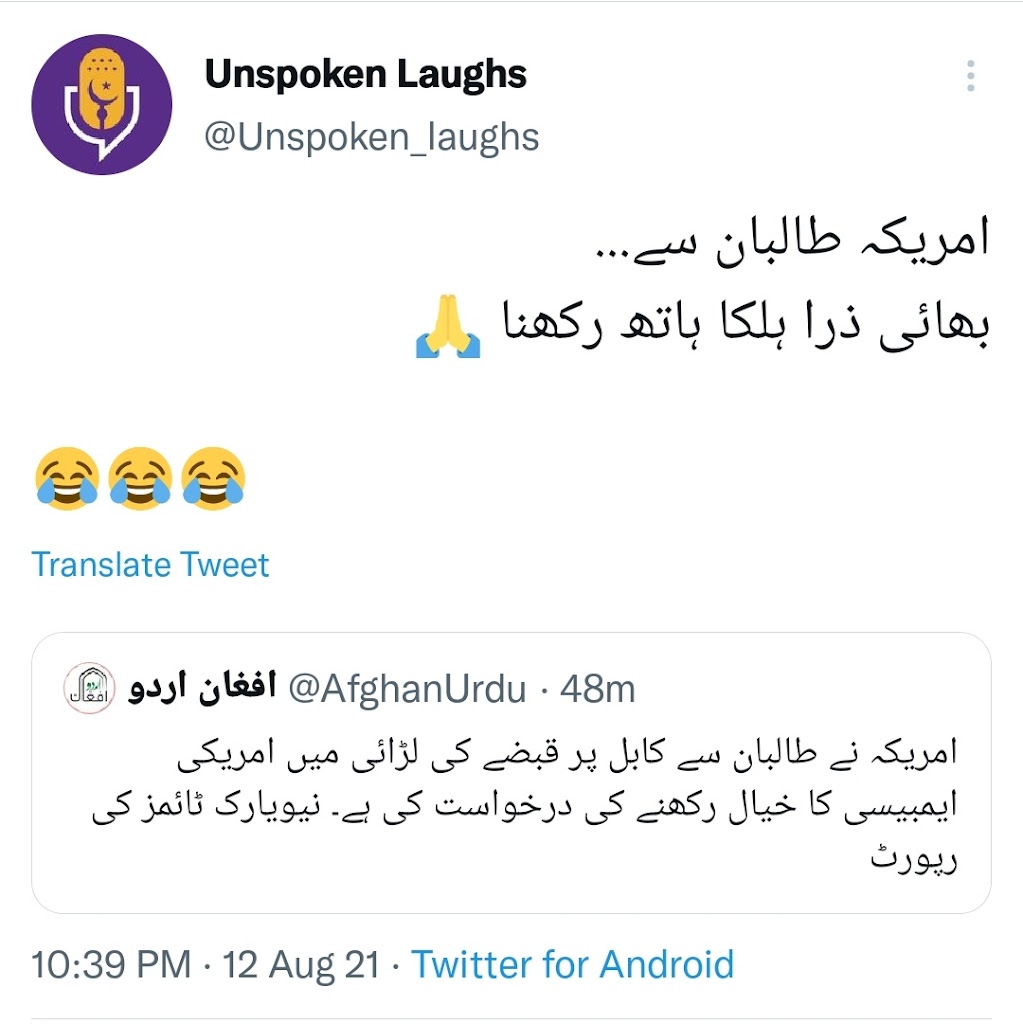 Unspoken Laughs
@Unspoken_laughs
امریکہ طالبان سے...
بھائی ذرا ہلکا ہاتھ رکھنا 🙏
😂😂😂
Translate Tweet
افغان اردو @AfghanUrdu · 48m
امریکہ نے طالبان سے کابل پر قبضے کی لڑائی میں امریکی
ایمبیسی کا خیال رکھنے کی درخواست کی ہے۔ نیویارک ٹائمز کی
رپورٹ
10:39 PM · 12 Aug 21 · Twitter for Android